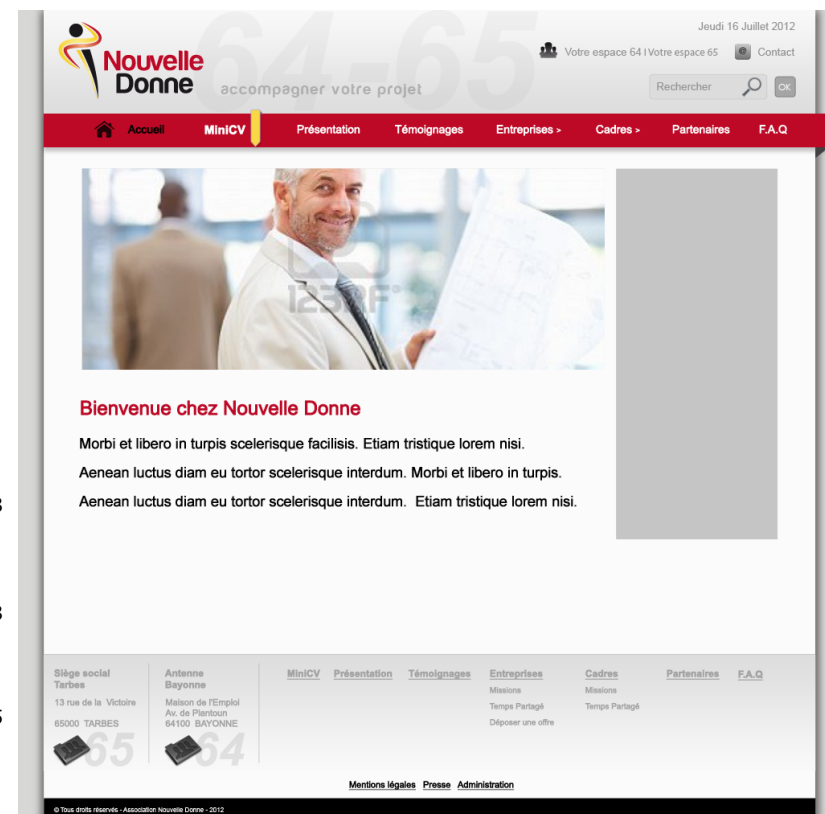 64-65
Jeudi 16 Juillet 2012
Votre espace 64 I Votre espace 65 @ Contact
Nouvelle
Donne
accompagner votre projet
Rechercher OK
Accueil MiniCV Présentation Témoignages Entreprises > Cadres > Partenaires F.A.Q
123RF
Bienvenue chez Nouvelle Donne
Morbi et libero in turpis scelerisque facilisis. Etiam tristique lorem nisi.
Aenean luctus diam eu tortor scelerisque interdum. Morbi et libero in turpis.
Aenean luctus diam eu tortor scelerisque interdum. Etiam tristique lorem nisi.
Siège social
Tarbes
13 rue de la Victoire
65000 TARBES
65
Antenne
Bayonne
Maison de l'Emploi
Av. de Plantoun
64100 BAYONNE
64
MiniCV Présentation Témoignages Entreprises Cadres Partenaires F.A.Q
Missions Missions
Temps Partagé Temps Partagé
Déposer une offre
Mentions légales Presse Administration
© Tous droits réservés - Association Nouvelle Donne - 2012